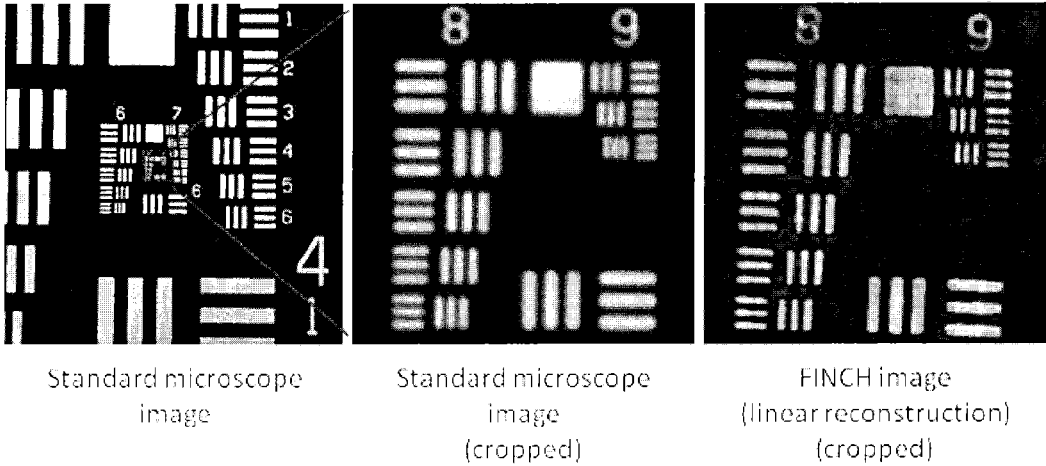 1
2
3
6 7
4
6
5
6
4
1
8 9
8 9
Standard microscope
image
Standard microscope
image
(cropped)
FINCH image
(linear reconstruction)
(cropped)